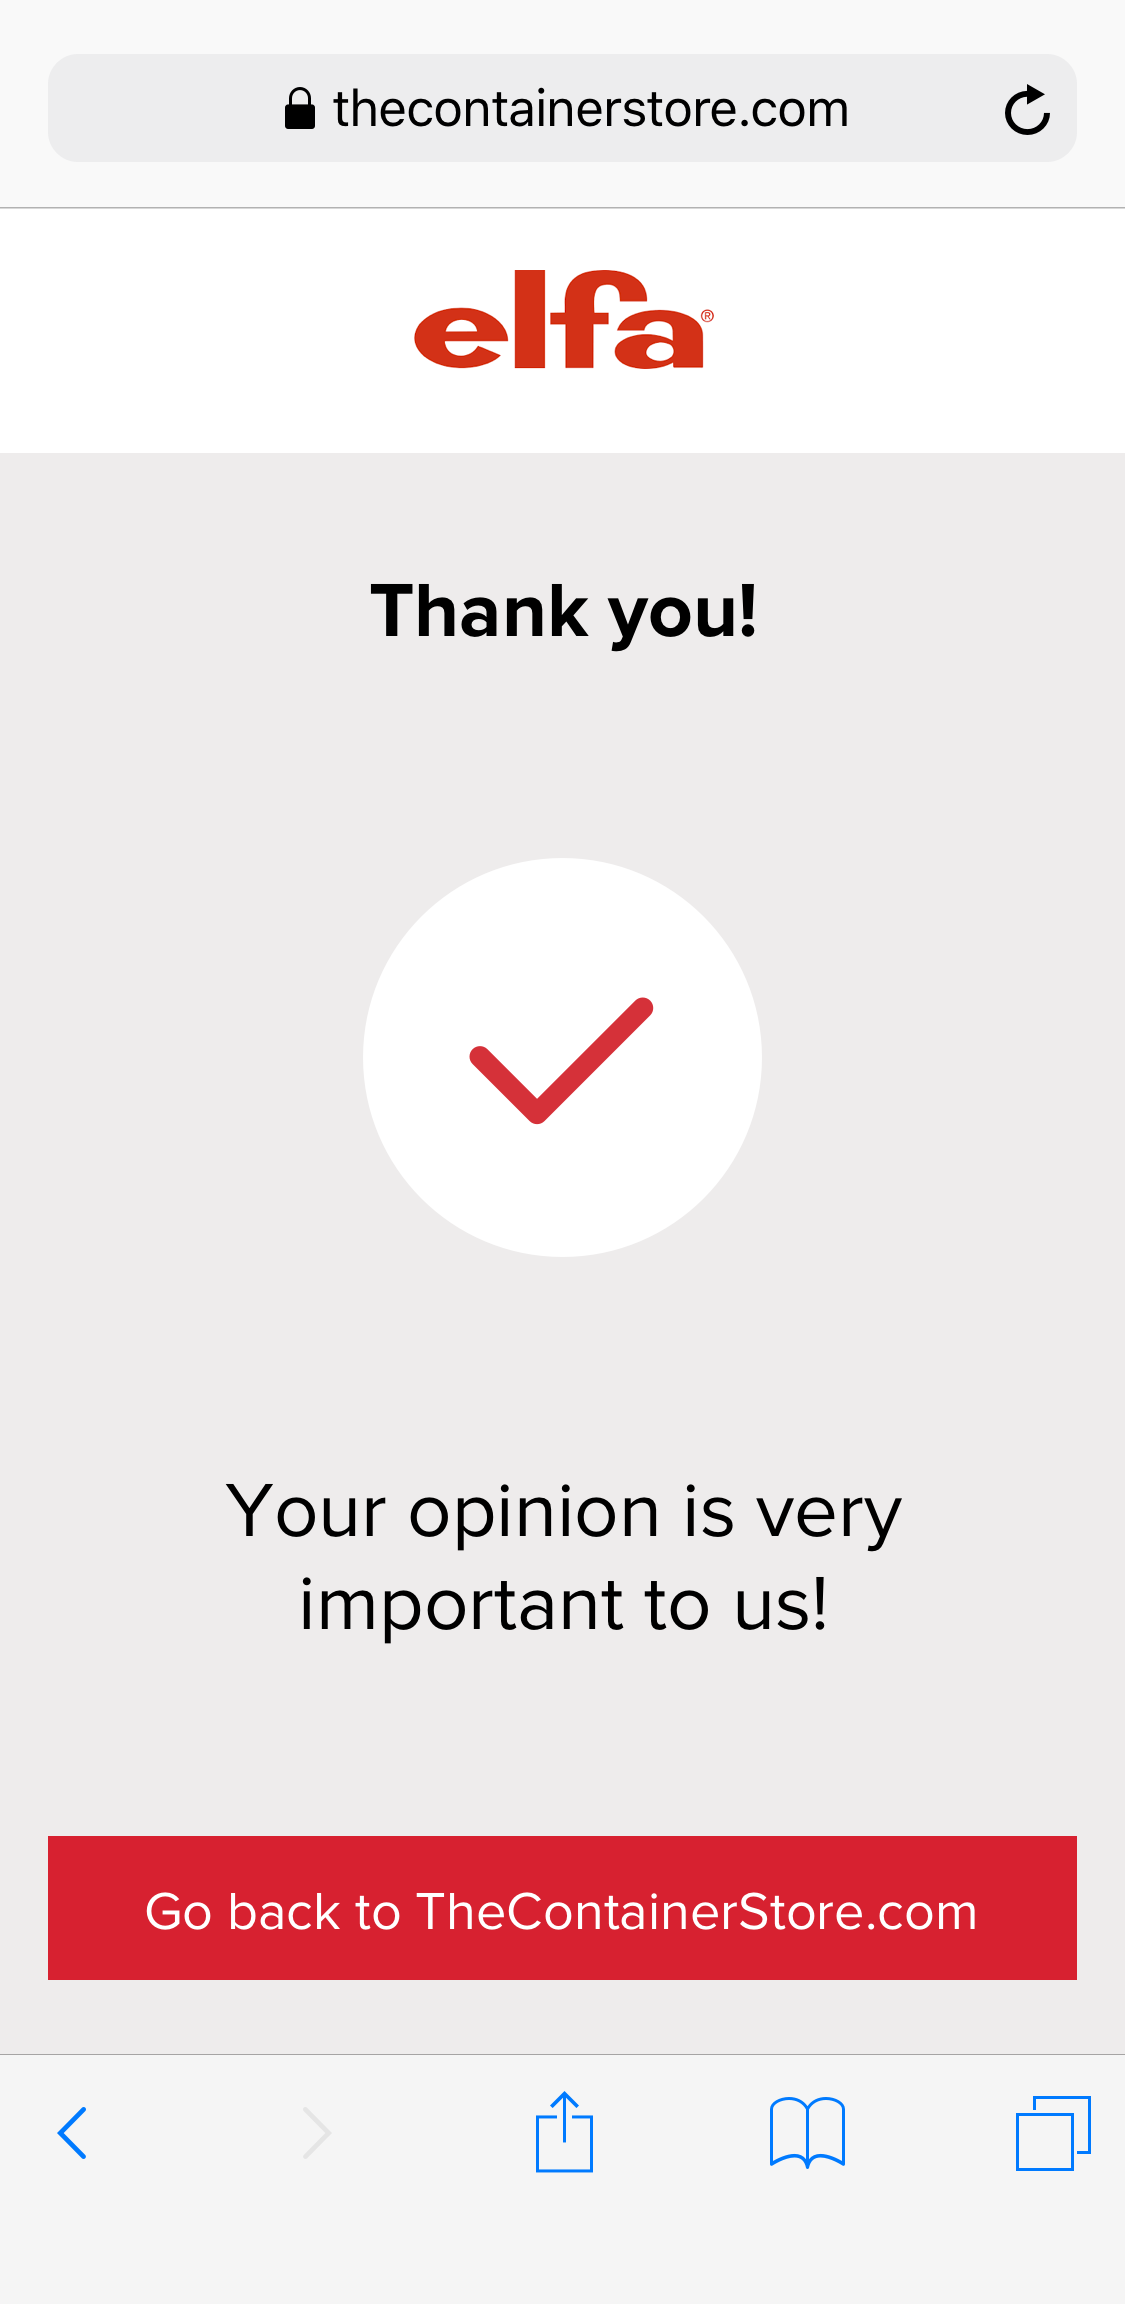 thecontainerstore.com
elfa®
Thank you!
Your opinion is very
important to us!
Go back to TheContainerStore.com